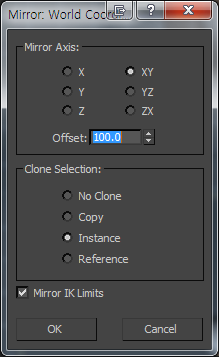 Mirror: World Coor
?
Mirror Axis:
X XY
Y YZ
Z ZX
Offset: 100.0
Clone Selection:
No Clone
Copy
Instance
Reference
Mirror IK Limits
OK Cancel